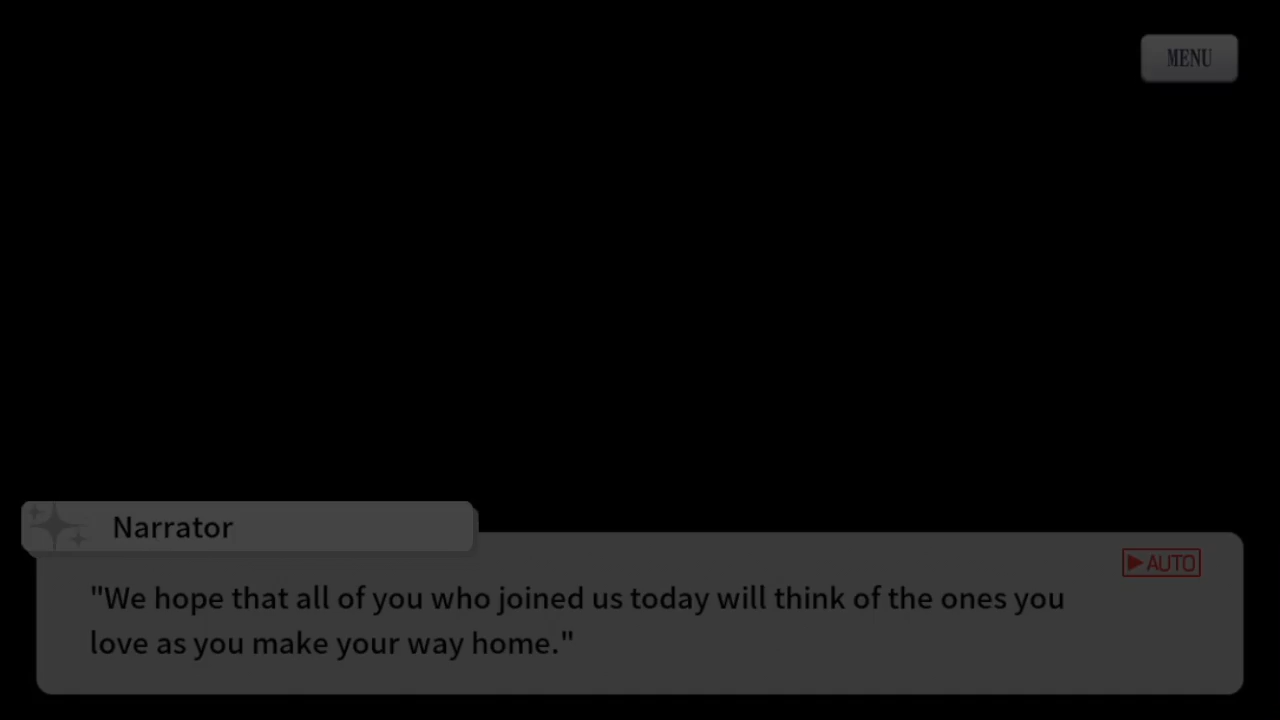 MENU
Narrator
AUTO
"We hope that all of you who joined us today will think of the ones you
love as you make your way home."